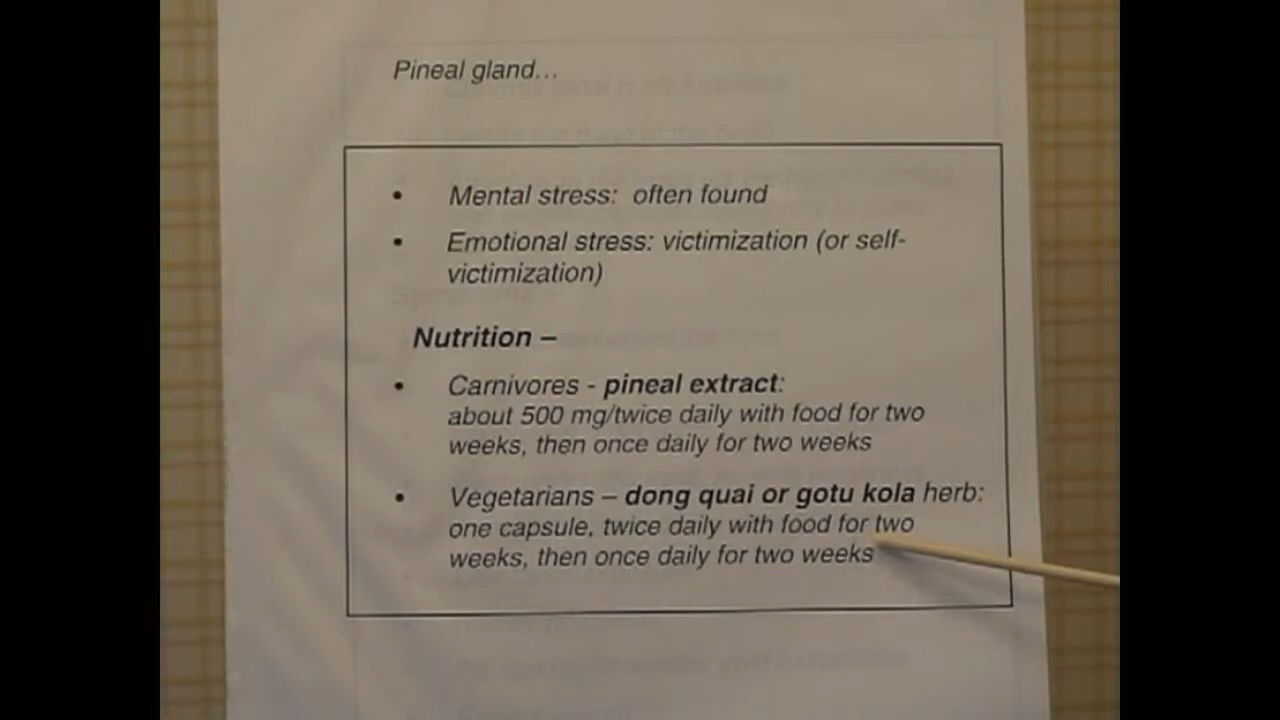 Pineal gland...
• Mental stress: often found
• Emotional stress: victimization (or self-
victimization)
Nutrition –
• Carnivores - pineal extract:
about 500 mg/twice daily with food for two
weeks, then once daily for two weeks
• Vegetarians – dong quai or gotu kola herb:
one capsule, twice daily with food for two
weeks, then once daily for two weeks